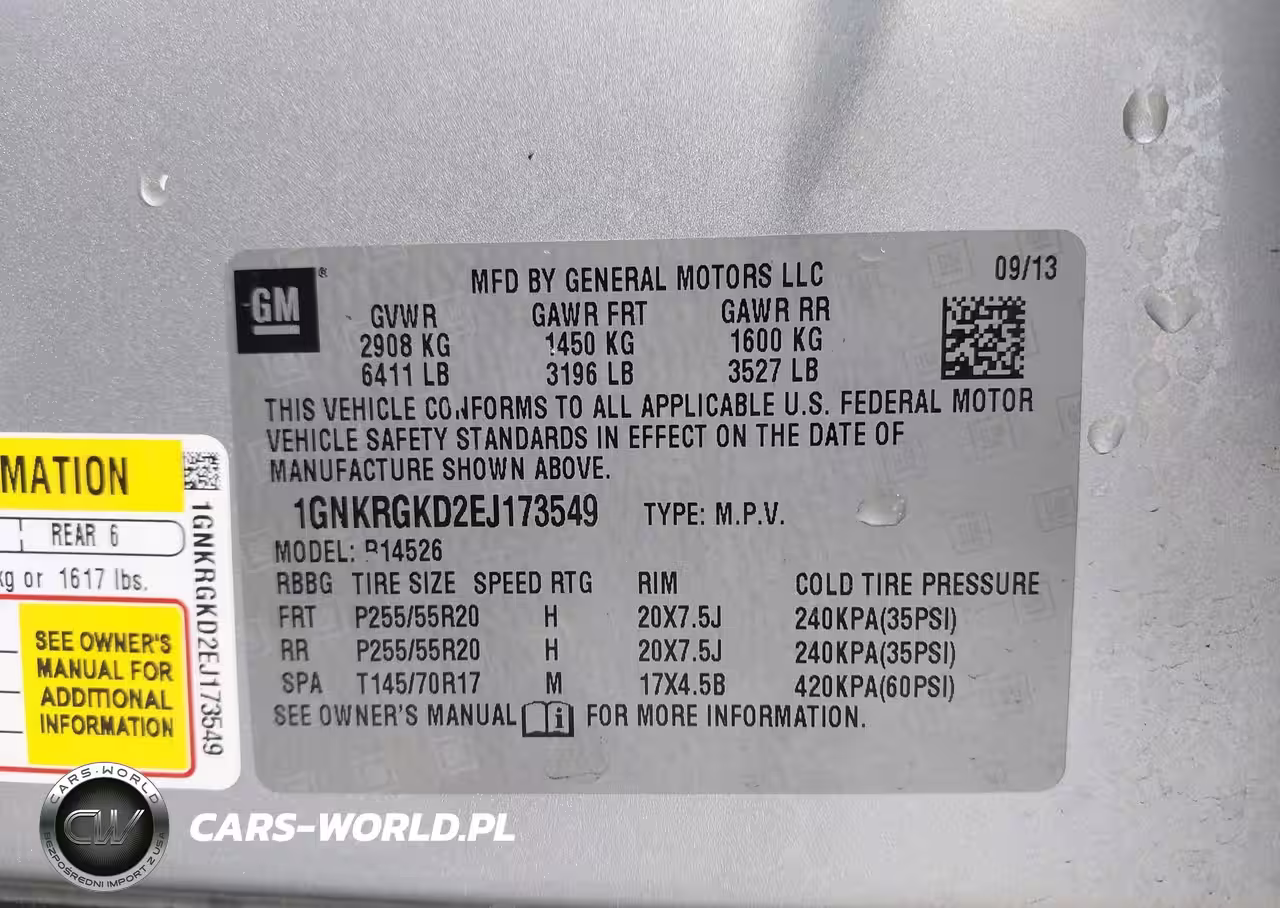 GM ®
MFD BY GENERAL MOTORS LLC
09/13
GVWR GAWR FRT GAWR RR
2908 KG 1450 KG 1600 KG
6411 LB 3196 LB 3527 LB
THIS VEHICLE CONFORMS TO ALL APPLICABLE U.S. FEDERAL MOTOR
VEHICLE SAFETY STANDARDS IN EFFECT ON THE DATE OF
MANUFACTURE SHOWN ABOVE.
1GNKRGKD2EJ173549 TYPE: M.P.V.
MODEL: R14526
RBBG TIRE SIZE SPEED RTG RIM COLD TIRE PRESSURE
FRT P255/55R20 H 20X7.5J 240KPA(35PSI)
RR P255/55R20 H 20X7.5J 240KPA(35PSI)
SPA T145/70R17 M 17X4.5B 420KPA(60PSI)
SEE OWNER'S MANUAL i FOR MORE INFORMATION.
MATION
REAR 6
kg or 1617 lbs.
SEE OWNER'S
MANUAL FOR
ADDITIONAL
INFORMATION
1GNKRGKD2EJ173549
CARS-WORLD
CW
BEZPOŚREDNI IMPORT Z USA
CARS-WORLD.PL